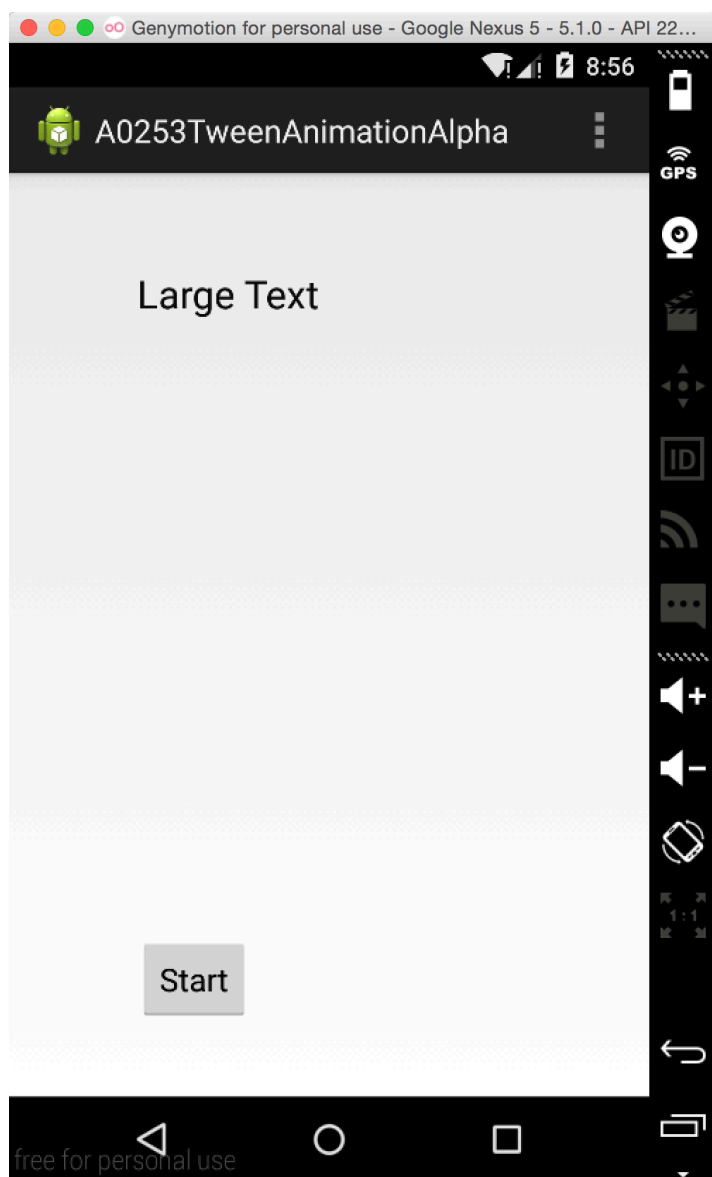 Genymotion for personal use - Google Nexus 5 - 5.1.0 - API 22...
8:56
A0253TweenAnimationAlpha
GPS
Large Text
ID
1:1
Start
free for personal use